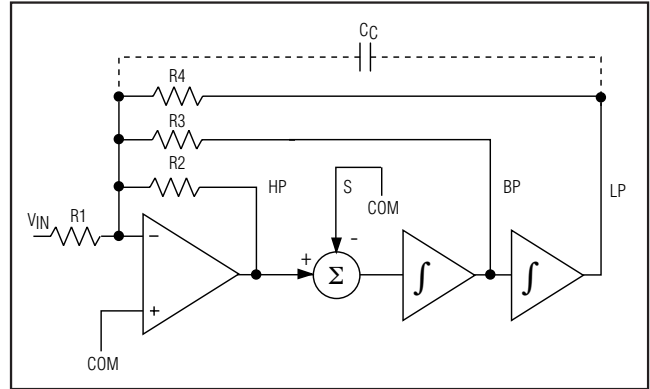 CC
R4
R3
R2
HP
S
COM
BP
LP
VIN
R1
−
+
COM
+
-
Σ
∫
∫